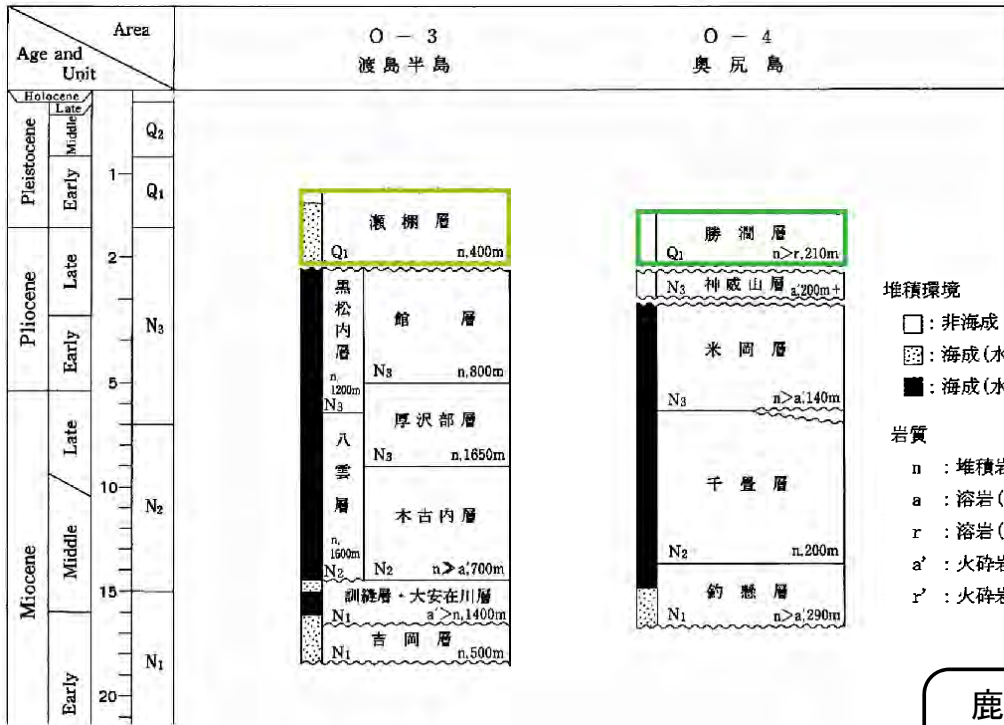 Area
Age and
Unit
O-3
渡島半島
O-4
奥尻島
Holocene
Late
Middle
Early
Pleistocene
Late
Early
Pliocene
Late
Middle
Early
Miocene
1
2
5
10
15
20
Q2
Q1
N3
N2
N1
瀬棚層
Q1 n,400m
黒松内層
n,
1200m
N3
八雲層
n,
1600m
N2
館層
N3 n,800m
厚沢部層
N3 n,1650m
木古内層
N2 n≫a',700m
訓縫層・大安在川層
N1 a'>n,1400m
吉岡層
N1 n,500m
勝澗層
Q1 n>r,210m
N3 神威山層 a',200m+
米岡層
N3 n>a',140m
千畳層
N2 n,200m
釣懸層
N1 n>a',290m
堆積環境
□:非海成
:海成(水
■:海成(水
岩質
n :堆積岩
a :溶岩(
r :溶岩(
a' :火砕岩
r' :火砕岩
鹿